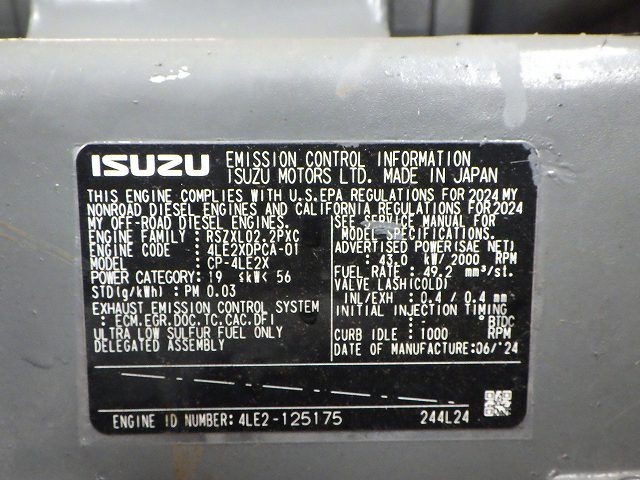 ISUZU EMISSION CONTROL INFORMATION
ISUZU MOTORS LTD. MADE IN JAPAN
THIS ENGINE COMPLIES WITH U.S.EPA REGULATIONS FOR 2024 MY
NONROAD DIESEL ENGINES AND CALIFORNIA REGULATIONS FOR 2024
MY OFF-ROAD DIESEL ENGINES.
ENGINE FAMILY : RSZXL02.2PXC
ENGINE CODE : 4LE2XDPCA-01
MODEL : CP-4LE2X
POWER CATEGORY : 19 ≤kW< 56
STD(g/kWh) : PM 0.03
EXHAUST EMISSION CONTROL SYSTEM
: ECM,EGR,DOC,TC,CAC,DFI
ULTRA LOW SULFUR FUEL ONLY
DELEGATED ASSEMBLY
SEE SERVICE MANUAL FOR
MODEL SPECIFICATIONS.
ADVERTISED POWER(SAE NET)
: 43.0 kW/ 2000 RPM
FUEL RATE : 49.2 mm³/st.
VALVE LASH(COLD)
INL/EXH : 0.4 / 0.4 mm
INITIAL INJECTION TIMING
: °BTDC
CURB IDLE : 1000 RPM
DATE OF MANUFACTURE:06/'24
ENGINE ID NUMBER: 4LE2-125175 244L24